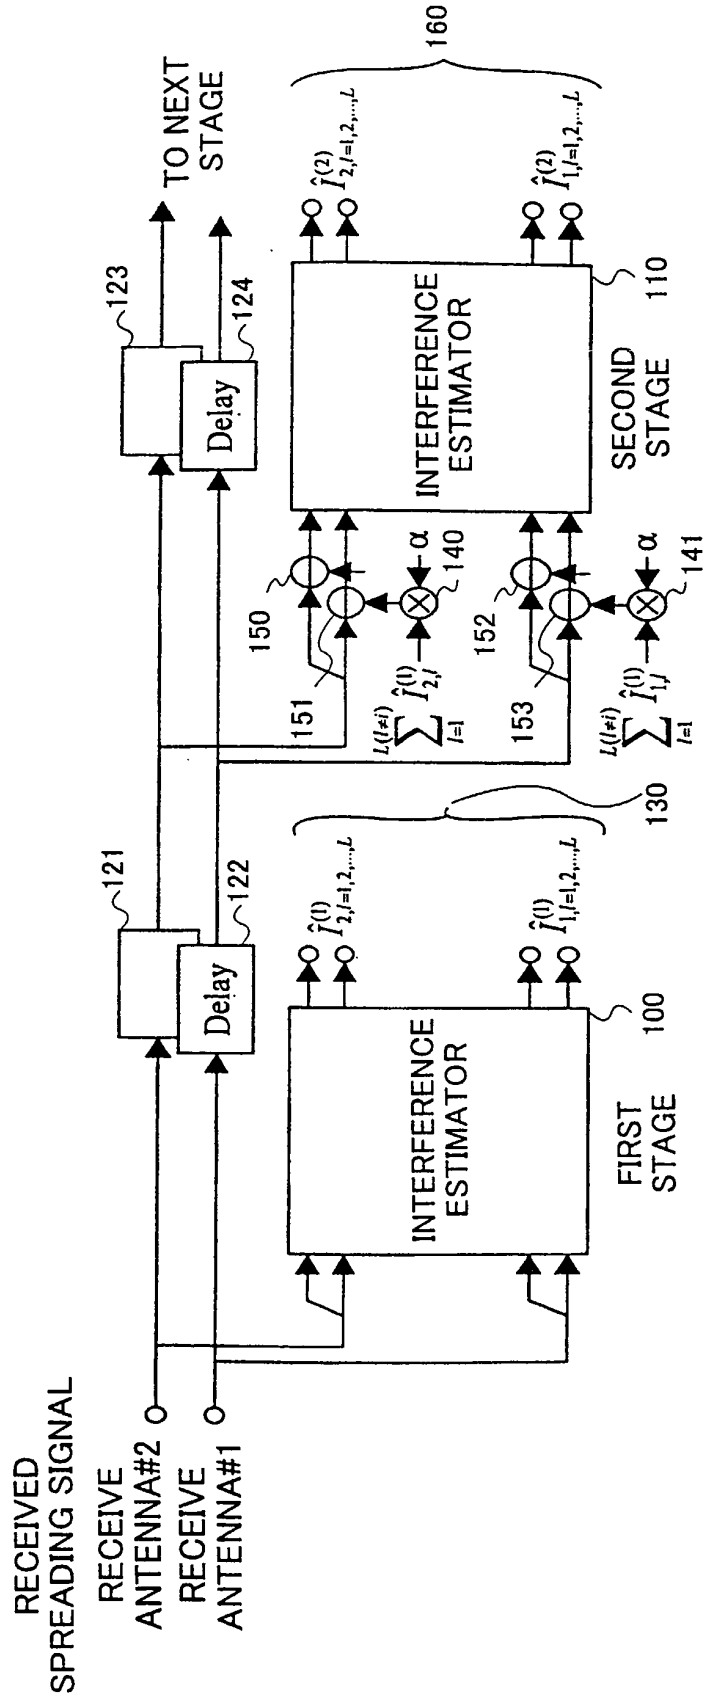 RECEIVED
SPREADING SIGNAL
RECEIVE
ANTENNA#2
RECEIVE
ANTENNA#1
121
Delay
122
123
Delay
124
TO NEXT
STAGE
INTERFERENCE
ESTIMATOR
100
FIRST
STAGE
Î^{(1)}_{2,l=1,2,...,L}
Î^{(1)}_{1,l=1,2,...,L}
130
150
151
α
140
\sum_{l=1}^{L(l≠i)} Î^{(1)}_{2,l}
152
153
α
141
\sum_{l=1}^{L(l≠i)} Î^{(1)}_{1,l}
INTERFERENCE
ESTIMATOR
110
SECOND
STAGE
Î^{(2)}_{2,l=1,2,...,L}
Î^{(2)}_{1,l=1,2,...,L}
160